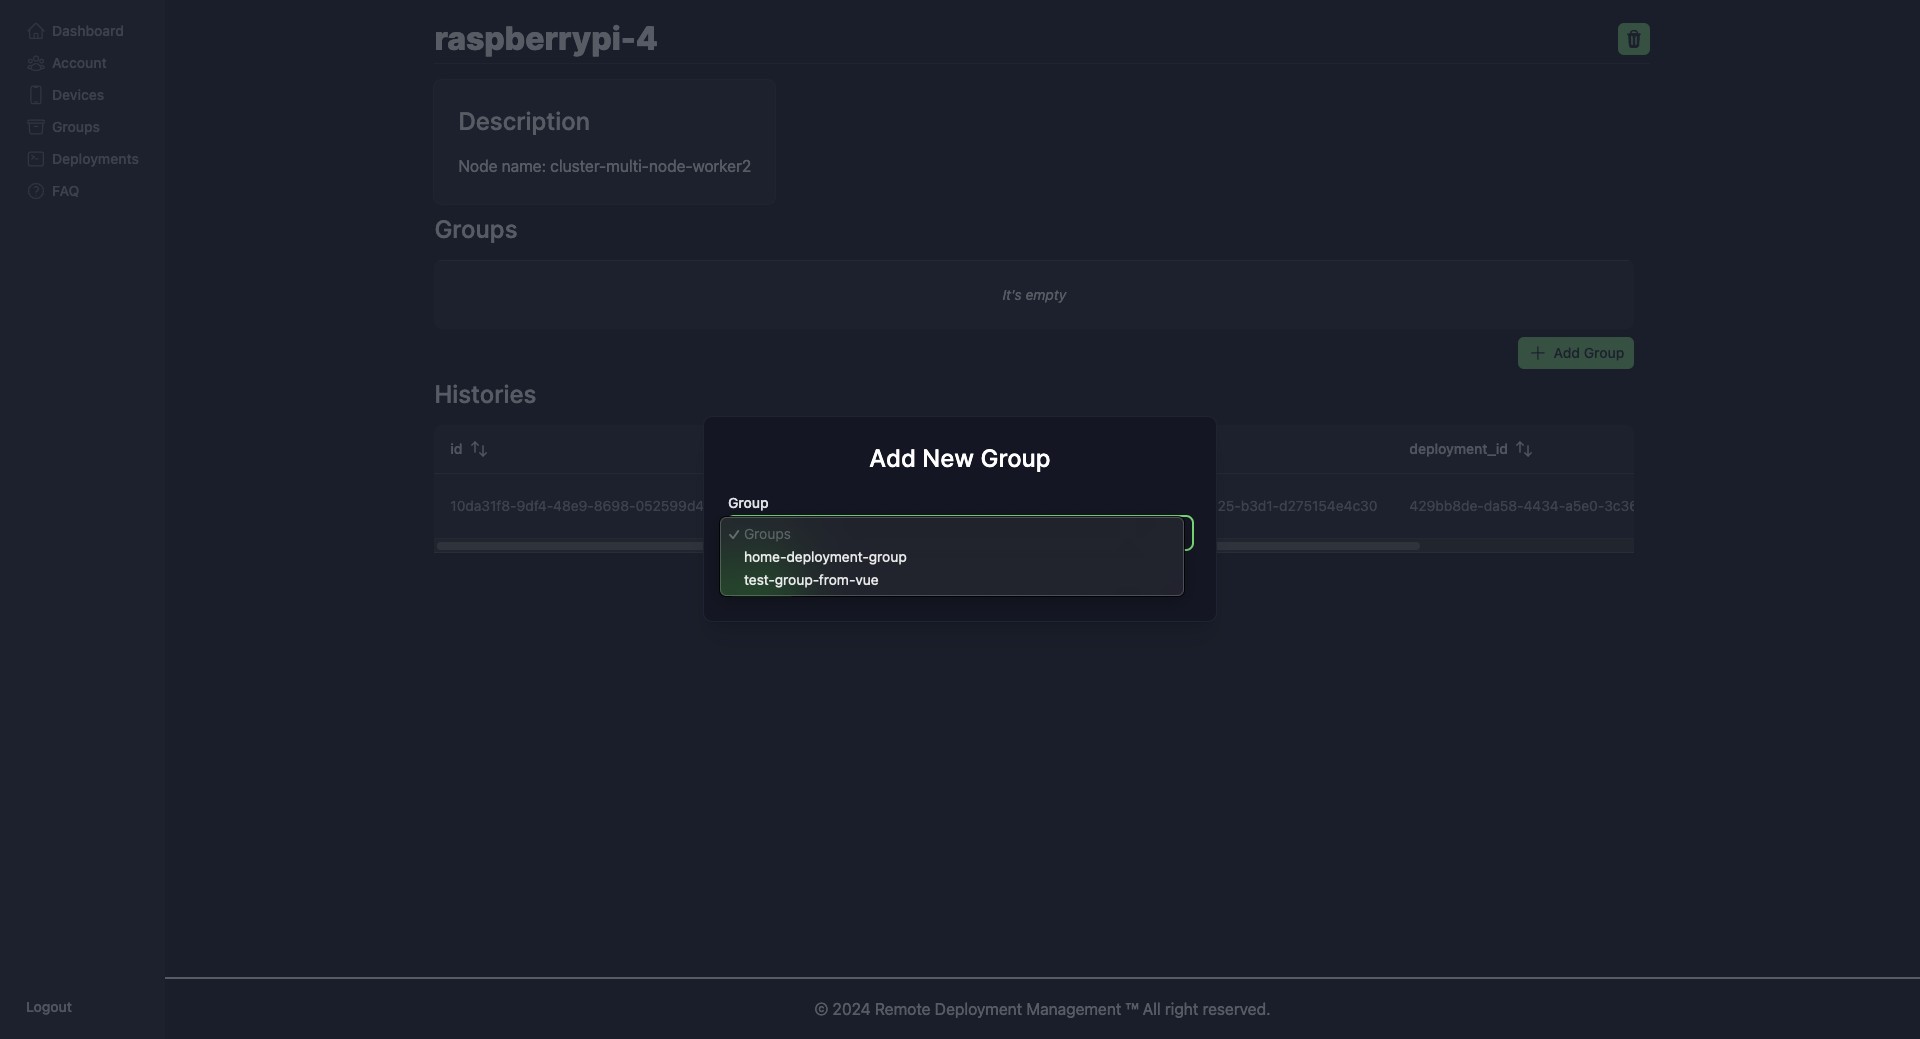 Dashboard
Account
Devices
Groups
Deployments
FAQ
Logout
raspberrypi-4
Description
Node name: cluster-multi-node-worker2
Groups
It's empty
Add Group
Histories
id
deployment_id
10da31f8-9df4-48e9-8698-052599d4
25-b3d1-d275154e4c30
429bb8de-da58-4434-a5e0-3c36
Add New Group
Group
✓ Groups
home-deployment-group
test-group-from-vue
© 2024 Remote Deployment Management ™ All right reserved.